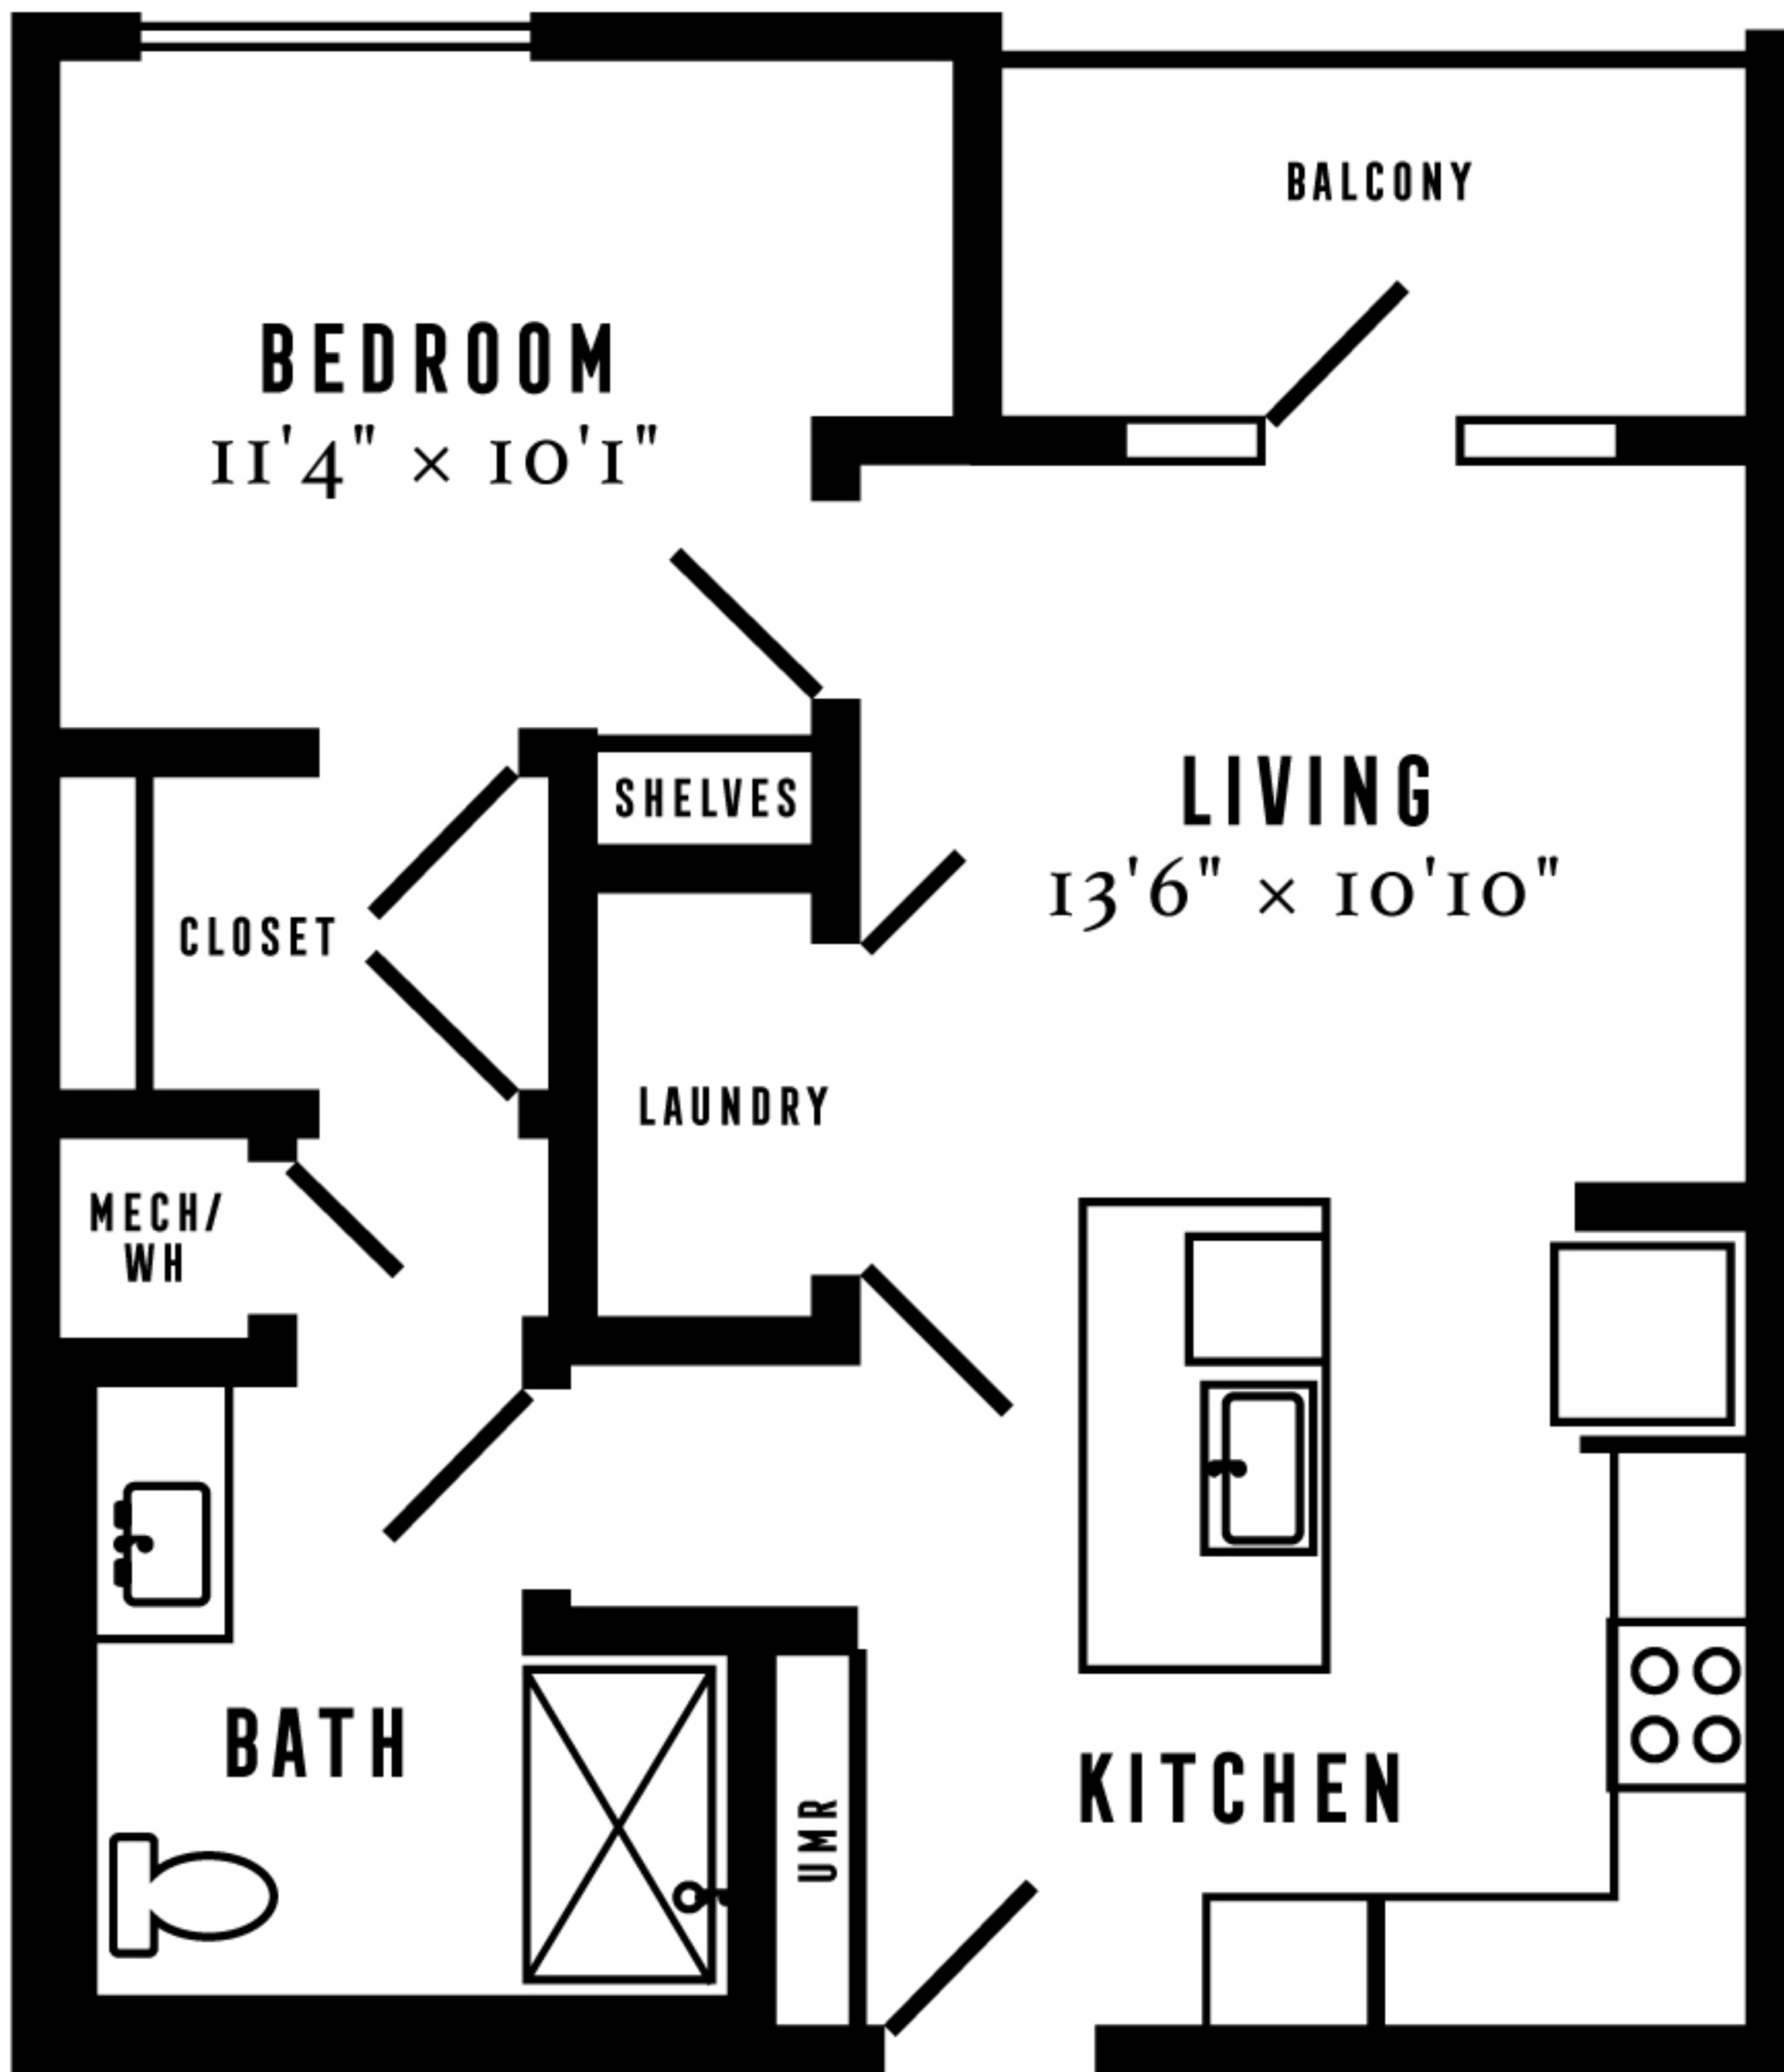 BALCONY
BEDROOM
11'4" × 10'1"
LIVING
13'6" × 10'10"
SHELVES
CLOSET
LAUNDRY
MECH/
WH
BATH
KITCHEN
UMR